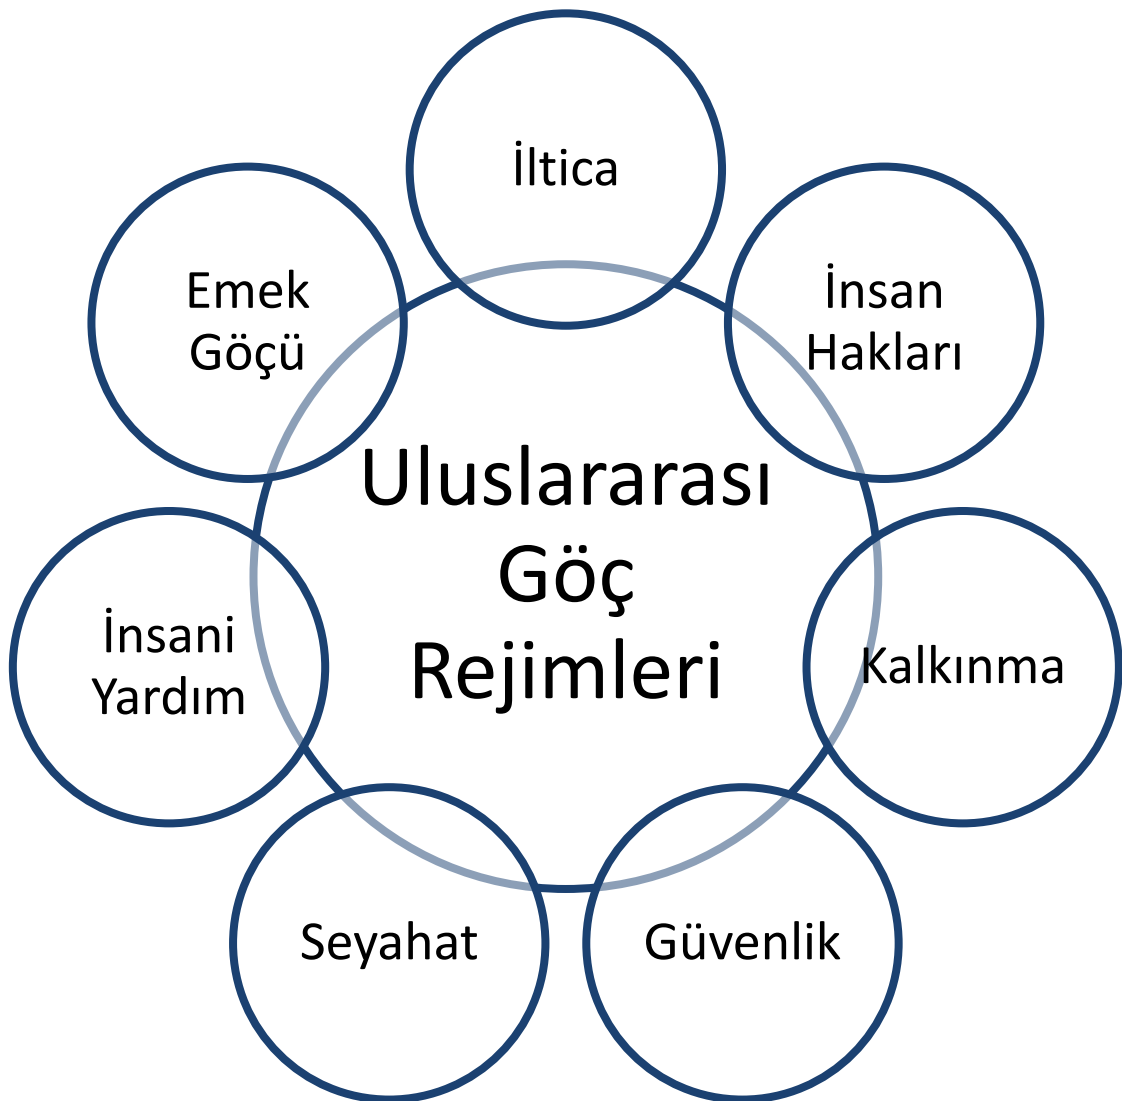 İltica
Emek
Göçü
İnsan
Hakları
Uluslararası
Göç
Rejimleri
İnsani
Yardım
Kalkınma
Seyahat
Güvenlik